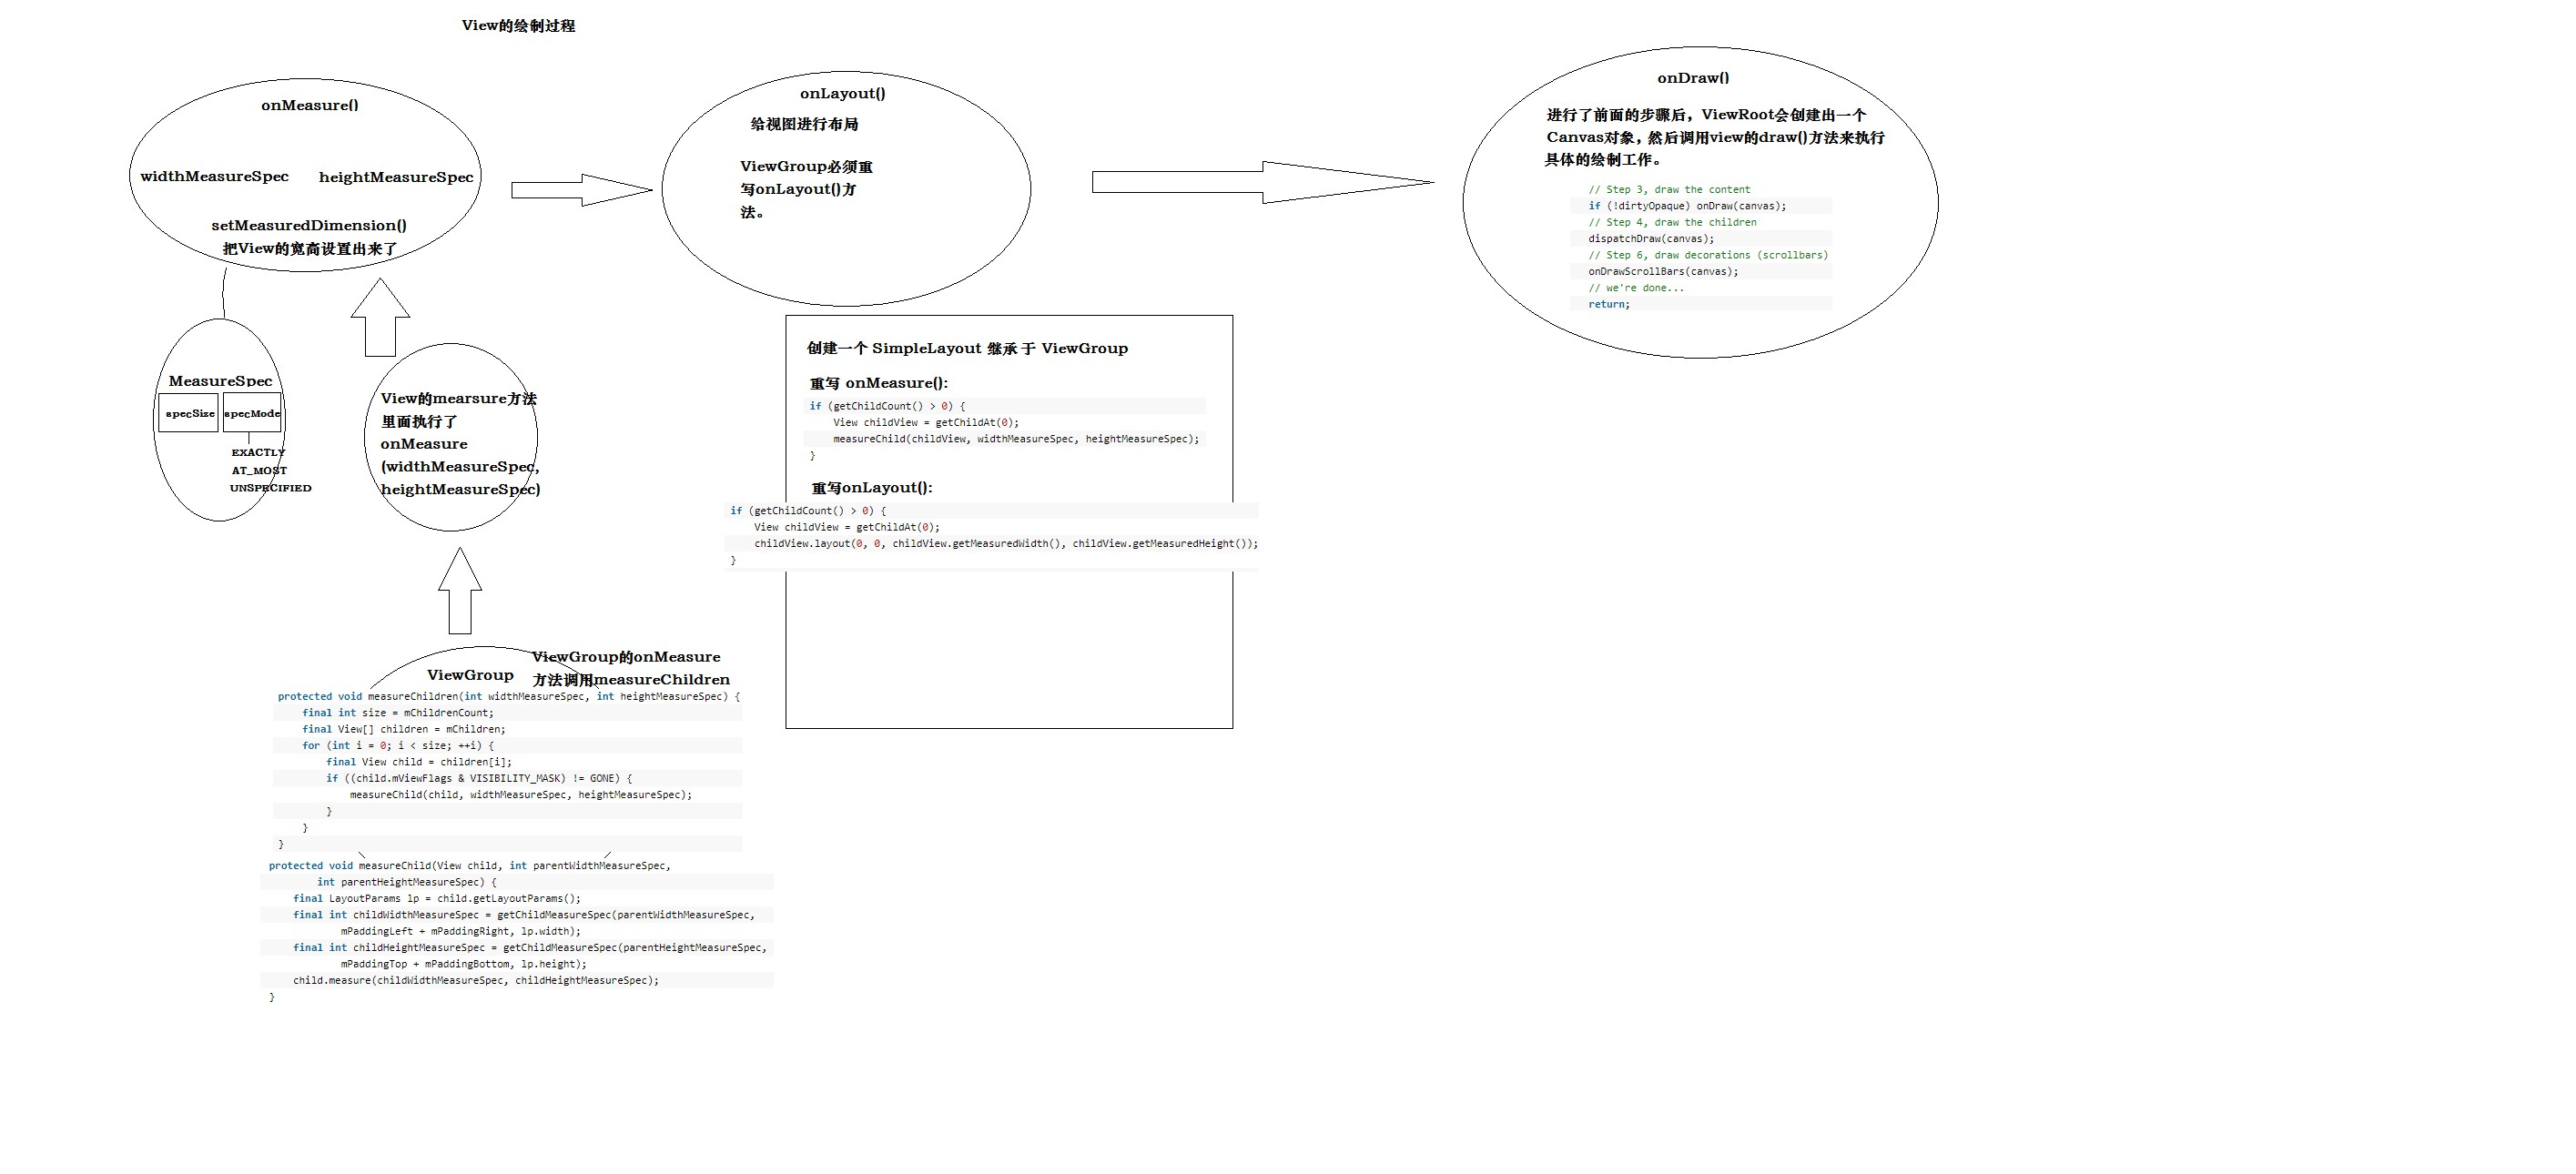 View的绘制过程
onMeasure()
widthMeasureSpec heightMeasureSpec
setMeasuredDimension()
把View的宽高设置出来了
MeasureSpec
specSize specMode
EXACTLY
AT_MOST
UNSPECIFIED
View的mearsure方法
里面执行了
onMeasure
(widthMeasureSpec,
heightMeasureSpec)
ViewGroup
ViewGroup的onMeasure
方法调用measureChildren
protected void measureChildren(int widthMeasureSpec, int heightMeasureSpec) {
    final int size = mChildrenCount;
    final View[] children = mChildren;
    for (int i = 0; i < size; ++i) {
        final View child = children[i];
        if ((child.mViewFlags & VISIBILITY_MASK) != GONE) {
            measureChild(child, widthMeasureSpec, heightMeasureSpec);
        }
    }
}
protected void measureChild(View child, int parentWidthMeasureSpec,
        int parentHeightMeasureSpec) {
    final LayoutParams lp = child.getLayoutParams();
    final int childWidthMeasureSpec = getChildMeasureSpec(parentWidthMeasureSpec,
            mPaddingLeft + mPaddingRight, lp.width);
    final int childHeightMeasureSpec = getChildMeasureSpec(parentHeightMeasureSpec,
            mPaddingTop + mPaddingBottom, lp.height);
    child.measure(childWidthMeasureSpec, childHeightMeasureSpec);
}
onLayout()
给视图进行布局
ViewGroup必须重
写onLayout()方
法。
创建一个 SimpleLayout 继承于 ViewGroup
重写 onMeasure():
if (getChildCount() > 0) {
    View childView = getChildAt(0);
    measureChild(childView, widthMeasureSpec, heightMeasureSpec);
}
重写onLayout():
if (getChildCount() > 0) {
    View childView = getChildAt(0);
    childView.layout(0, 0, childView.getMeasuredWidth(), childView.getMeasuredHeight());
}
onDraw()
进行了前面的步骤后，ViewRoot会创建出一个
Canvas对象，然后调用view的draw()方法来执行
具体的绘制工作。
// Step 3, draw the content
if (!dirtyOpaque) onDraw(canvas);
// Step 4, draw the children
dispatchDraw(canvas);
// Step 6, draw decorations (scrollbars)
onDrawScrollBars(canvas);
// we're done...
return;